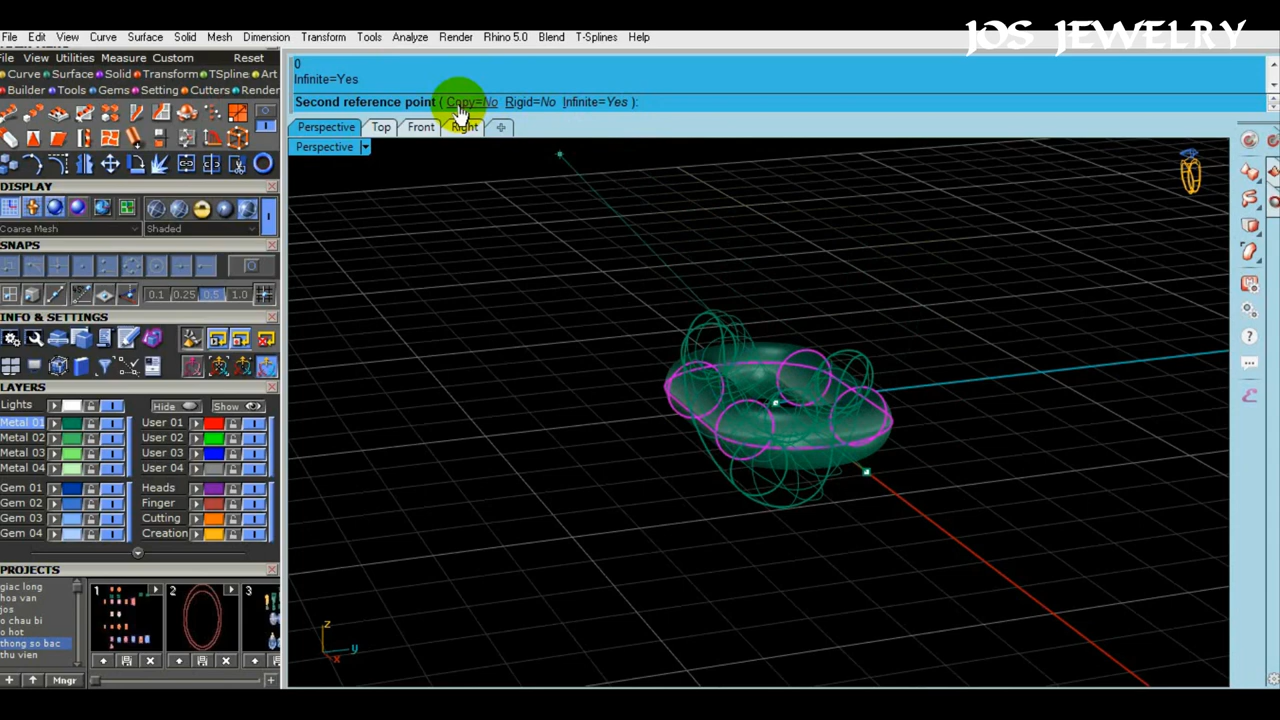 JOS JEWELRY
File Edit View Curve Surface Solid Mesh Dimension Transform Tools Analyze Render Rhino 5.0 Blend T-Splines Help
View Utilities Measure Custom Reset
Curve Surface Solid Transform TSpline Art
Builder Tools Gems Setting Cutters Render
0
Infinite=Yes
Second reference point ( Copy=No Rigid=No Infinite=Yes ):
Perspective Top Front Right
Perspective
DISPLAY
Coarse Mesh Shaded
SNAPS
0.1 0.25 0.5 1.0
INFO & SETTINGS
LAYERS
Lights Hide Show
Metal 01 User 01
Metal 02 User 02
Metal 03 User 03
Metal 04 User 04
Gem 01 Heads
Gem 02 Finger
Gem 03 Cutting
Gem 04 Creation
PROJECTS
giac long
hoa van
jos
o chau bi
o hot
thong so bac
thu vien
1 2 3
Mngr
z
y
x